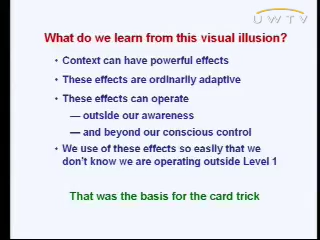 UWTV
What do we learn from this visual illusion?
• Context can have powerful effects
• These effects are ordinarily adaptive
• These effects can operate
— outside our awareness
— and beyond our conscious control
• We use of these effects so easily that we
don't know we are operating outside Level 1
That was the basis for the card trick